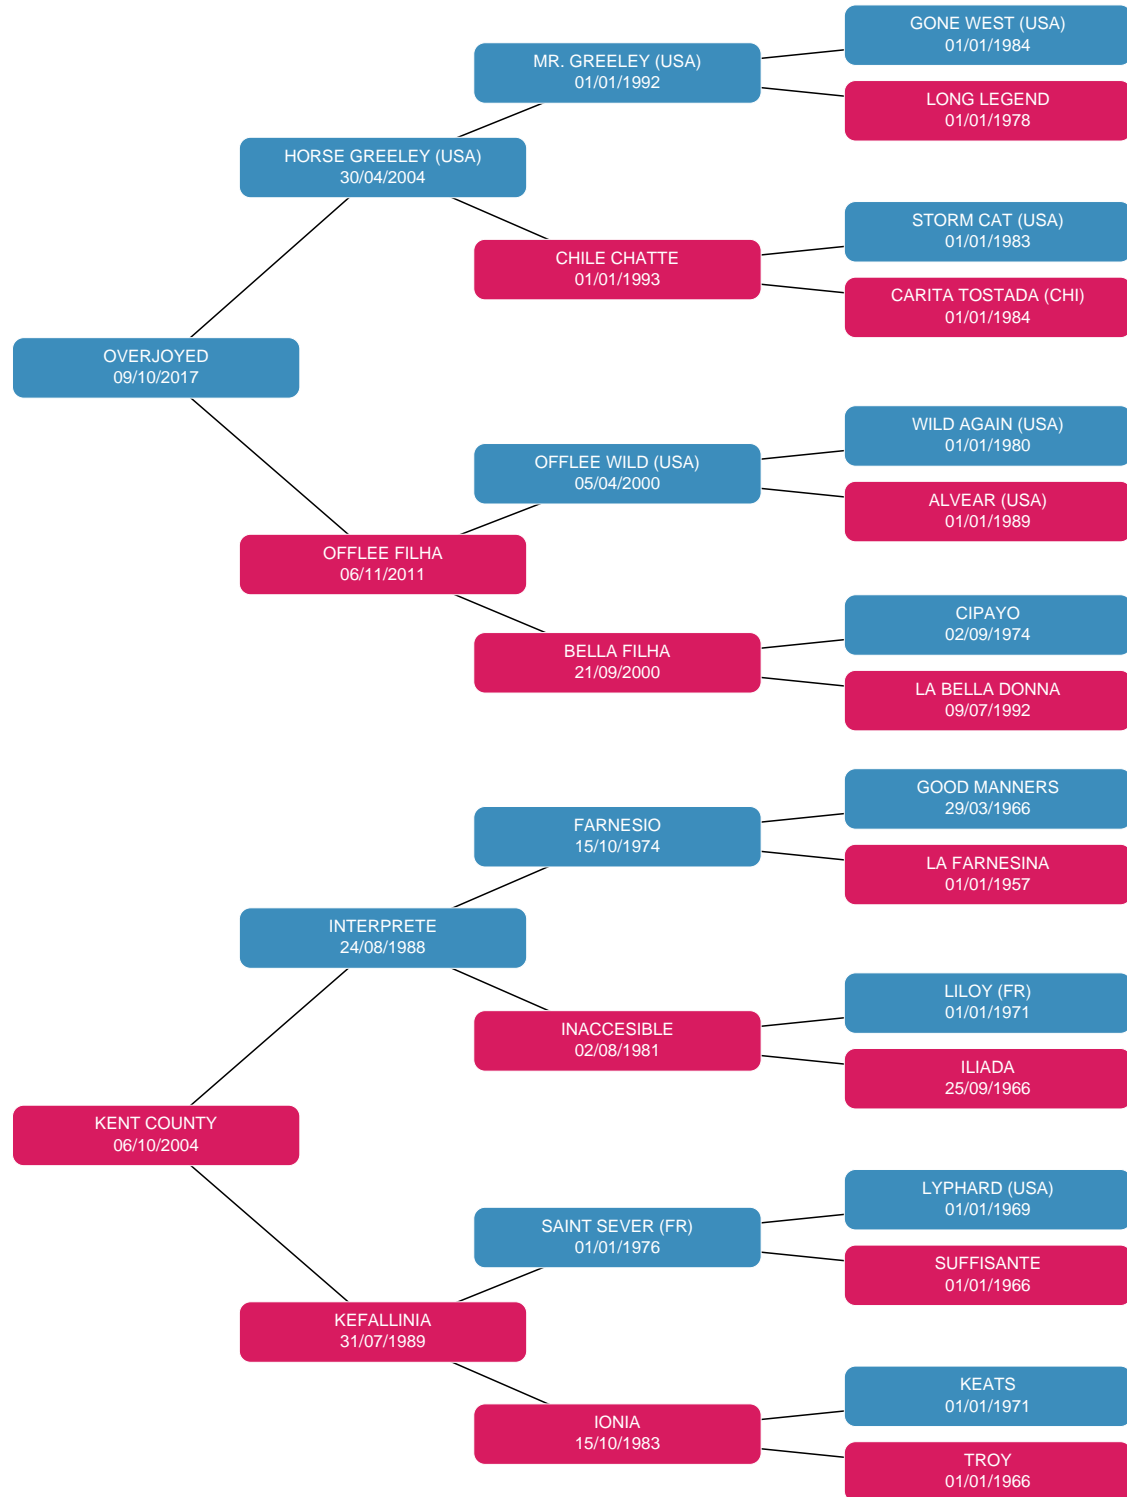 GONE WEST (USA)
01/01/1984
MR. GREELEY (USA)
01/01/1992
LONG LEGEND
01/01/1978
HORSE GREELEY (USA)
30/04/2004
STORM CAT (USA)
01/01/1983
CHILE CHATTE
01/01/1993
CARITA TOSTADA (CHI)
01/01/1984
OVERJOYED
09/10/2017
WILD AGAIN (USA)
01/01/1980
OFFLEE WILD (USA)
05/04/2000
ALVEAR (USA)
01/01/1989
OFFLEE FILHA
06/11/2011
CIPAYO
02/09/1974
BELLA FILHA
21/09/2000
LA BELLA DONNA
09/07/1992
GOOD MANNERS
29/03/1966
FARNESIO
15/10/1974
LA FARNESINA
01/01/1957
INTERPRETE
24/08/1988
LILOY (FR)
01/01/1971
INACCESIBLE
02/08/1981
ILIADA
25/09/1966
KENT COUNTY
06/10/2004
LYPHARD (USA)
01/01/1969
SAINT SEVER (FR)
01/01/1976
SUFFISANTE
01/01/1966
KEFALLINIA
31/07/1989
KEATS
01/01/1971
IONIA
15/10/1983
TROY
01/01/1966